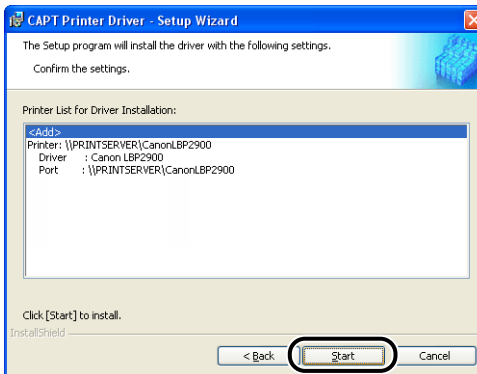 CAPT Printer Driver - Setup Wizard
The Setup program will install the driver with the following settings.
Confirm the settings.
Printer List for Driver Installation:
<Add>
Printer: \\PRINTSERVER\CanonLBP2900
Driver : Canon LBP2900
Port : \\PRINTSERVER\CanonLBP2900
Click [Start] to install.
InstallShield
< Back Start Cancel